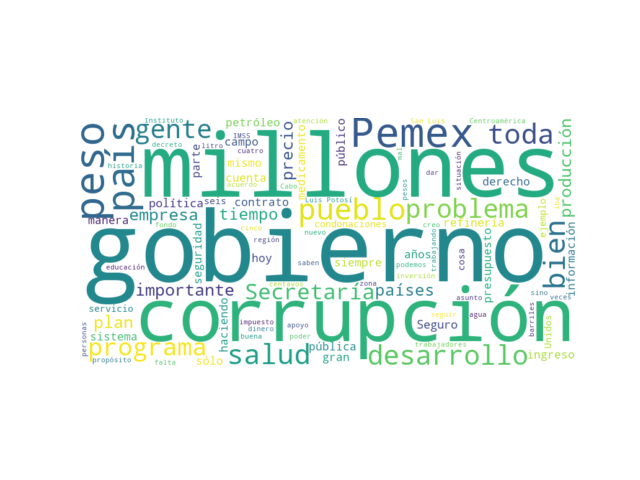 instituto
petróleo
atención
San Luis
Centroamérica
peso
país
gente
decreto
litro
IMSS
campo
precio
público
Pemex
toda
producción
historia
parte
cuatro
mismo
medicamento
mal
dar
situación
millones
cuenta
acuerdo
Cabo
pesos
derecho
iba
política
seis
contrato
Luis Potosí
pueblo
problema
ejemplo
manera
empresa
tiempo
condonaciones
refinería
bien
información
fondo
cinco
nuevo
creo
gobierno
seguridad
región
hoy
saben
siempre
años
trabajando
cosa
presupuesto
educación
podemos
zona
inversión
sino
veces
importante
centavos
Secretaria
países
asunto
servicio
haciendo
impuesto
apoyo
corrupción
seguir
agua
barriles
Unidos
personas
plan
dinero
Seguro
sistema
buena
poder
programa
sólo
salud
pública
gran
trabajadores
desarrollo
ingreso
propósito
falta